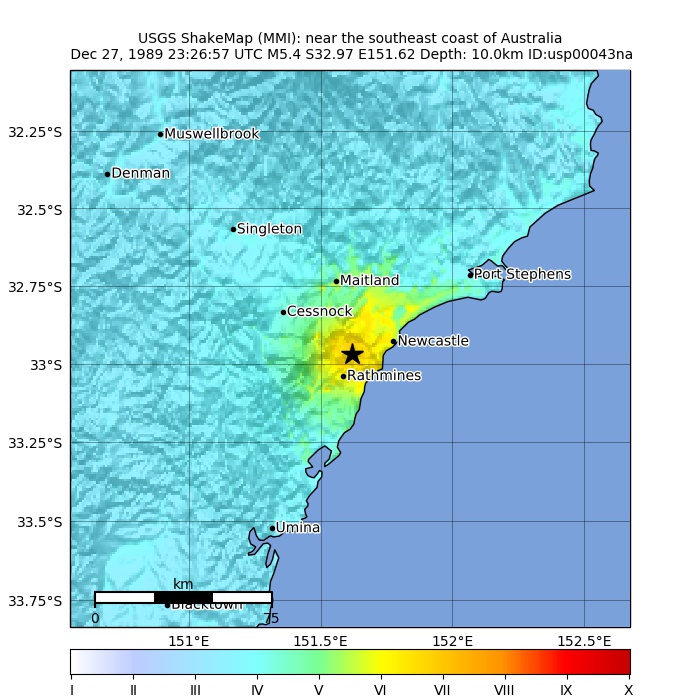 USGS ShakeMap (MMI): near the southeast coast of Australia
Dec 27, 1989 23:26:57 UTC M5.4 S32.97 E151.62 Depth: 10.0km ID:usp00043na
32.25°S
Muswellbrook
Denman
32.5°S
Singleton
Port Stephens
32.75°S
Maitland
Cessnock
Newcastle
33°S
Rathmines
33.25°S
33.5°S
Umina
km
33.75°S
Blacktown
0 75
151°E 151.5°E 152°E 152.5°E
I II III IV V VI VII VIII IX X